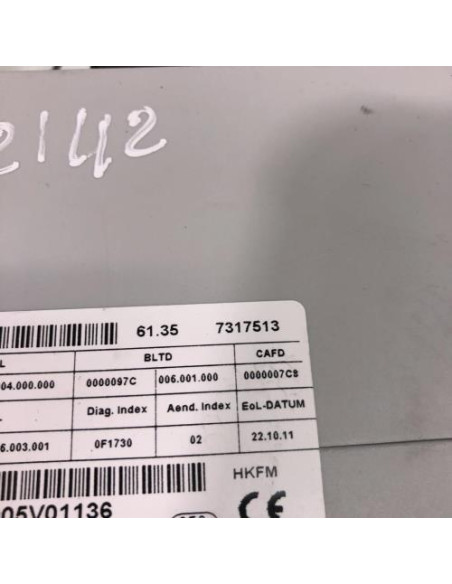 2142
61.35 7317513
L BLTD CAFD
04.000.000 0000097C 006.001.000 0000007C8
Diag. Index Aend. Index EoL-DATUM
5.003.001 0F1730 02 22.10.11
HKFM
05V01136 CE